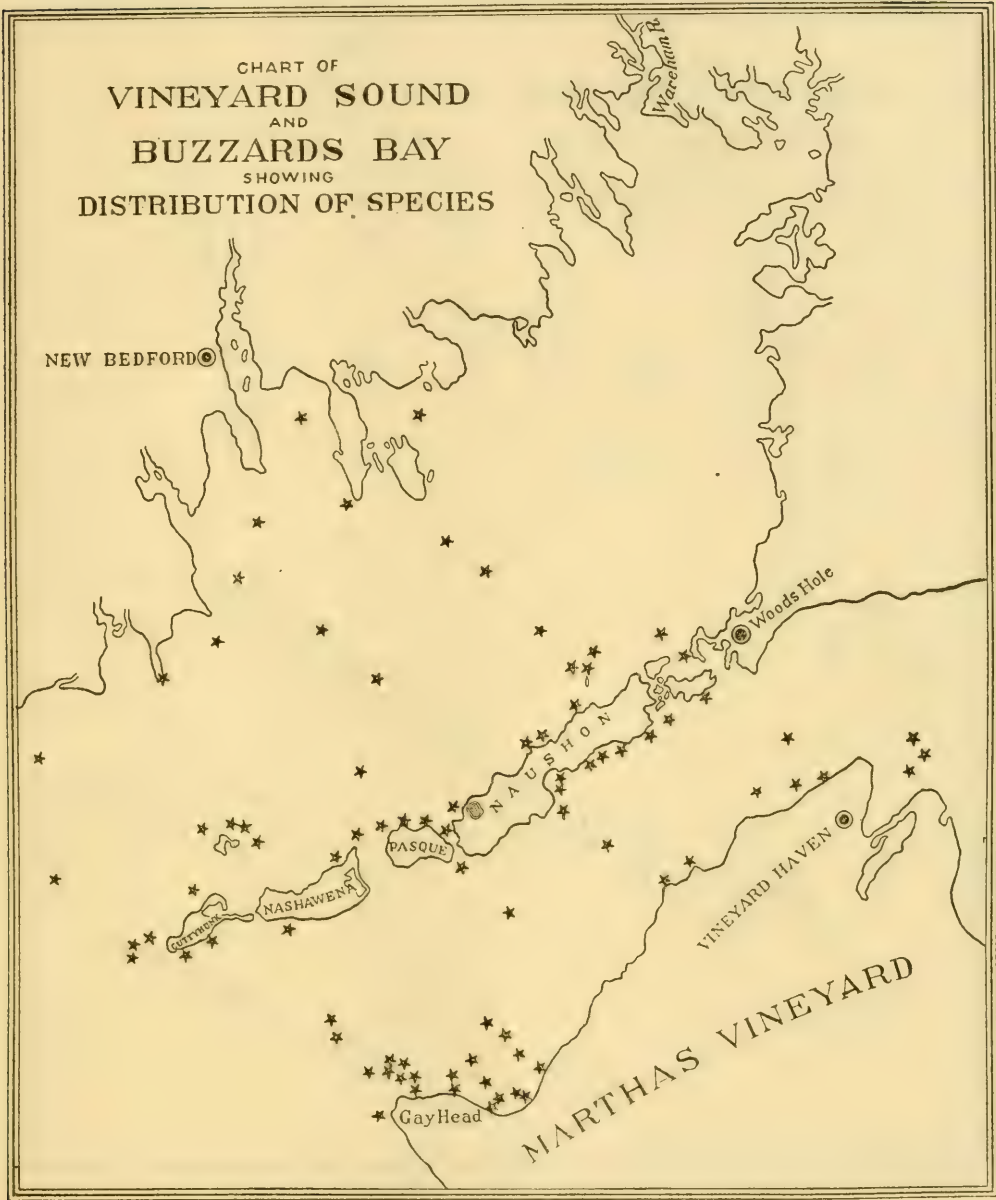 CHART OF
VINEYARD SOUND
AND
BUZZARDS BAY
SHOWING
DISTRIBUTION OF SPECIES
Wareham R.
NEW BEDFORD
Woods Hole
NAUSHON
PASQUE
VINEYARD HAVEN
NASHAWENA
CUTTYHUNK
MARTHAS VINEYARD
Gay Head